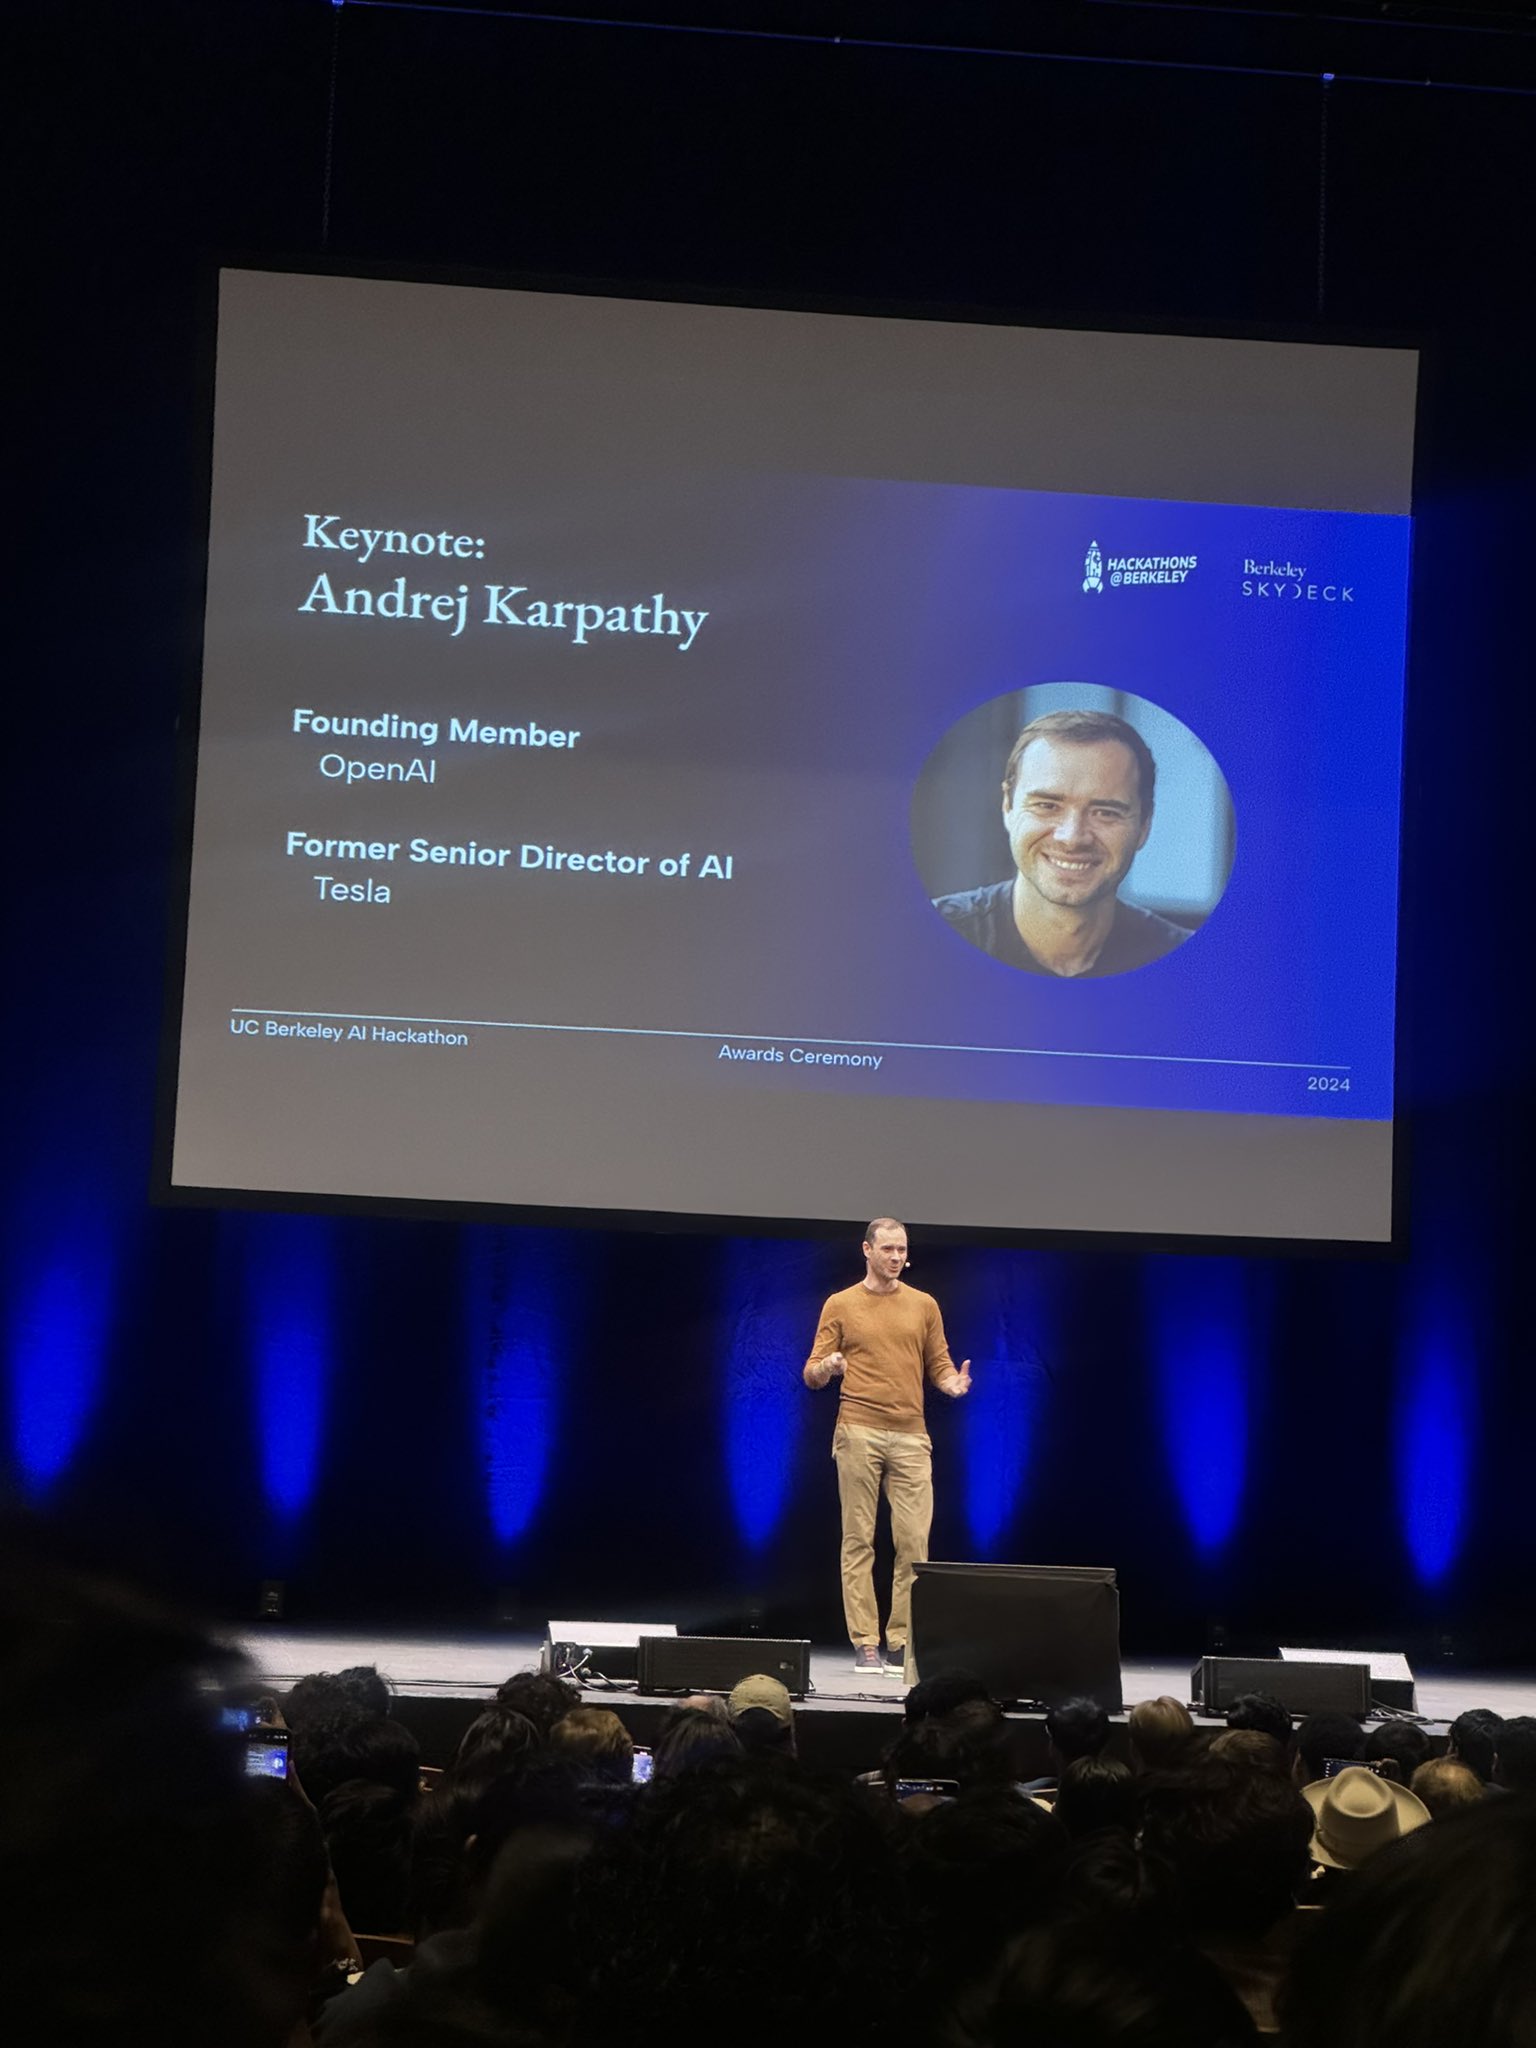 Keynote:
Andrej Karpathy
HACKATHONS
@BERKELEY
Berkeley
SKYDECK
Founding Member
OpenAI
Former Senior Director of AI
Tesla
UC Berkeley AI Hackathon
Awards Ceremony
2024